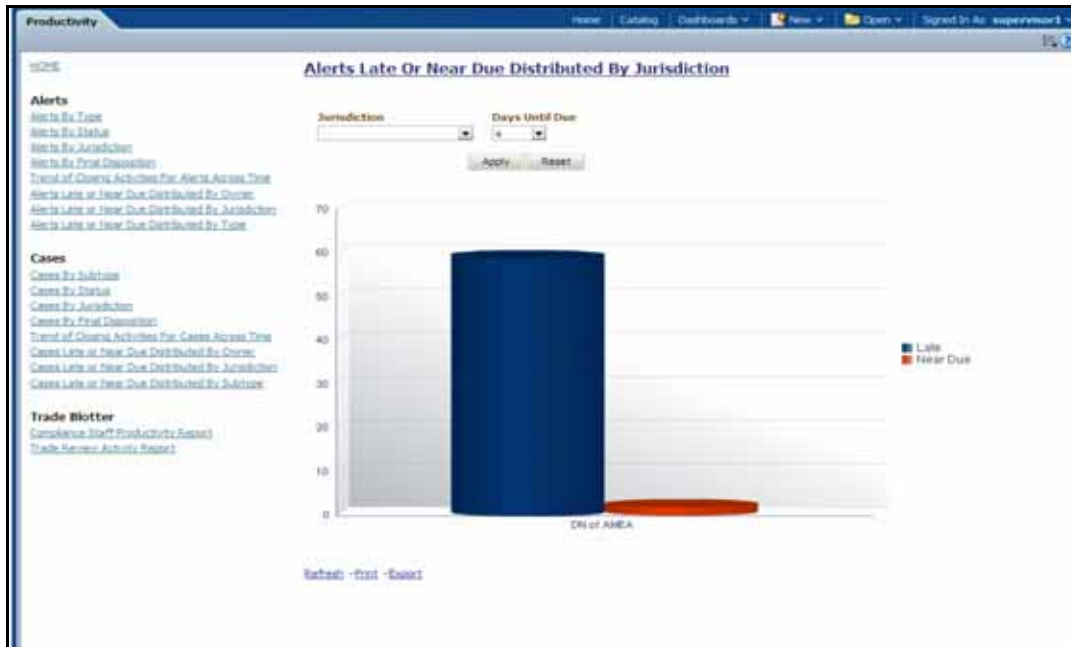 Productivity
Home Catalog Dashboards New Open Signed In As supervisor1
HOME
Alerts Late Or Near Due Distributed By Jurisdiction
Alerts
Alerts By Type
Alerts By Status
Alerts By Jurisdiction
Alerts By Final Disposition
Trend of Closing Activities For Alerts Across Time
Alerts Late or Near Due Distributed By Owner
Alerts Late or Near Due Distributed By Jurisdiction
Alerts Late or Near Due Distributed By Type
Cases
Cases By Subtype
Cases By Status
Cases By Jurisdiction
Cases By Final Disposition
Trend of Closing Activities For Cases Across Time
Cases Late or Near Due Distributed By Owner
Cases Late or Near Due Distributed By Jurisdiction
Cases Late or Near Due Distributed By Subtype
Trade Blotter
Compliance Staff Productivity Report
Trade Review Activity Report
Jurisdiction Days Until Due
4
Apply Reset
70
60
50
40
30
20
10
0
DN of AMEA
Late
Near Due
Refresh - Print - Export